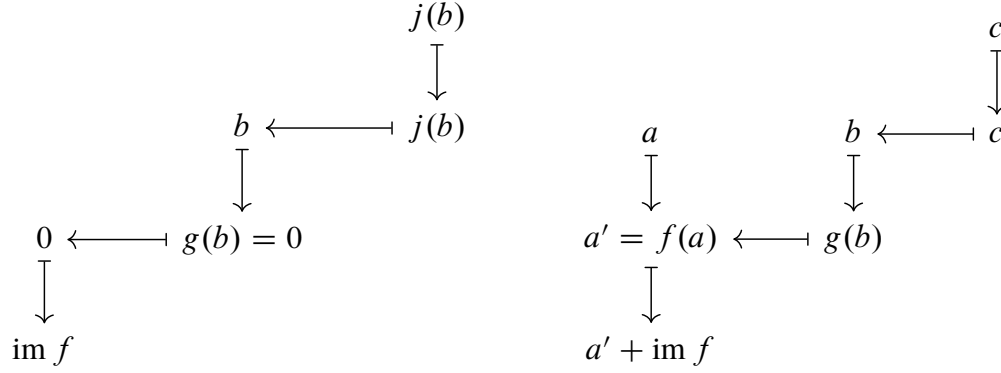 j(b)
c
b j(b)
a b c
0 g(b) = 0
a′ = f(a) g(b)
im f
a′ + im f